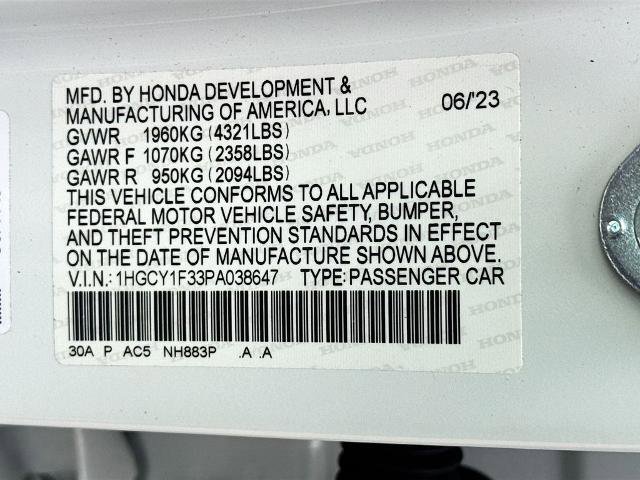 MFD. BY HONDA DEVELOPMENT &
MANUFACTURING OF AMERICA, LLC 06/'23
GVWR 1960KG (4321LBS)
GAWR F 1070KG (2358LBS)
GAWR R 950KG (2094LBS)
THIS VEHICLE CONFORMS TO ALL APPLICABLE
FEDERAL MOTOR VEHICLE SAFETY, BUMPER,
AND THEFT PREVENTION STANDARDS IN EFFECT
ON THE DATE OF MANUFACTURE SHOWN ABOVE.
V.I.N.: 1HGCY1F33PA038647 TYPE: PASSENGER CAR
30A P AC5 NH883P .A .A